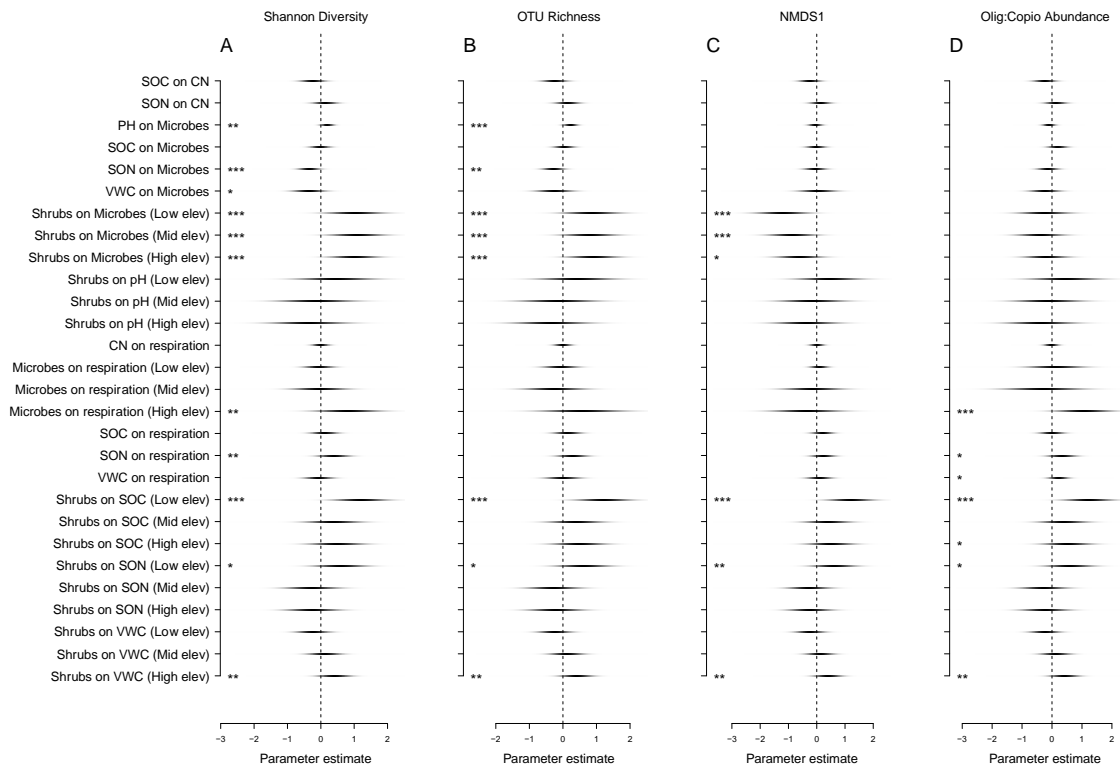 Shannon Diversity OTU Richness NMDS1 Olig:Copio Abundance
A B C D
SOC on CN
SON on CN
PH on Microbes ** ***
SOC on Microbes
SON on Microbes *** **
VWC on Microbes *
Shrubs on Microbes (Low elev) *** *** ***
Shrubs on Microbes (Mid elev) *** *** ***
Shrubs on Microbes (High elev) *** *** *
Shrubs on pH (Low elev)
Shrubs on pH (Mid elev)
Shrubs on pH (High elev)
CN on respiration
Microbes on respiration (Low elev)
Microbes on respiration (Mid elev)
Microbes on respiration (High elev) ** ***
SOC on respiration
SON on respiration ** *
VWC on respiration *
Shrubs on SOC (Low elev) *** *** *** ***
Shrubs on SOC (Mid elev)
Shrubs on SOC (High elev) *
Shrubs on SON (Low elev) * * ** *
Shrubs on SON (Mid elev)
Shrubs on SON (High elev)
Shrubs on VWC (Low elev)
Shrubs on VWC (Mid elev)
Shrubs on VWC (High elev) ** ** ** **
−3 −2 −1 0 1 2 −3 −2 −1 0 1 2 −3 −2 −1 0 1 2 −3 −2 −1 0 1 2
Parameter estimate Parameter estimate Parameter estimate Parameter estimate